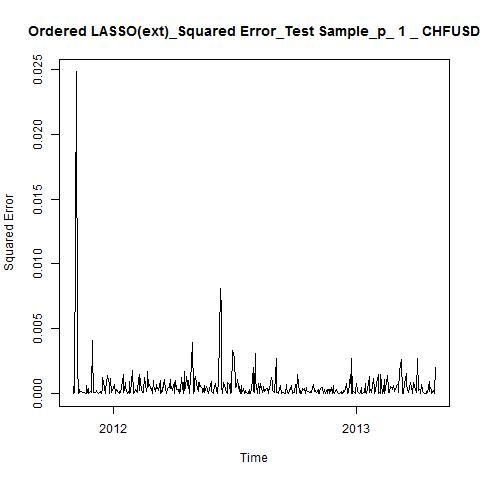 Ordered LASSO(ext)_Squared Error_Test Sample_p_ 1 _ CHFUSD
Squared Error
0.025
0.020
0.015
0.010
0.005
0.000
2012 2013
Time